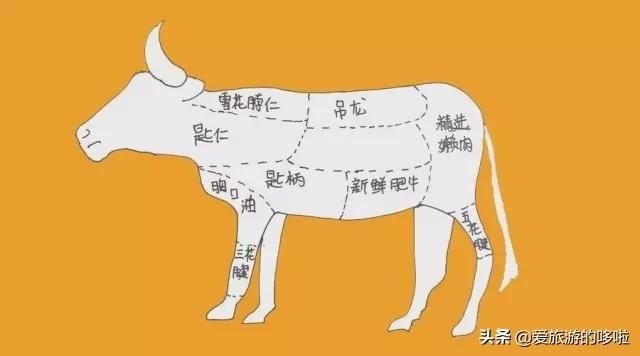 雪花脖仁
吊龙
匙仁
精选
嫩肉
匙柄
新鲜肥牛
胸口油
三花腱
五花腱
头条 @爱旅游的哆啦